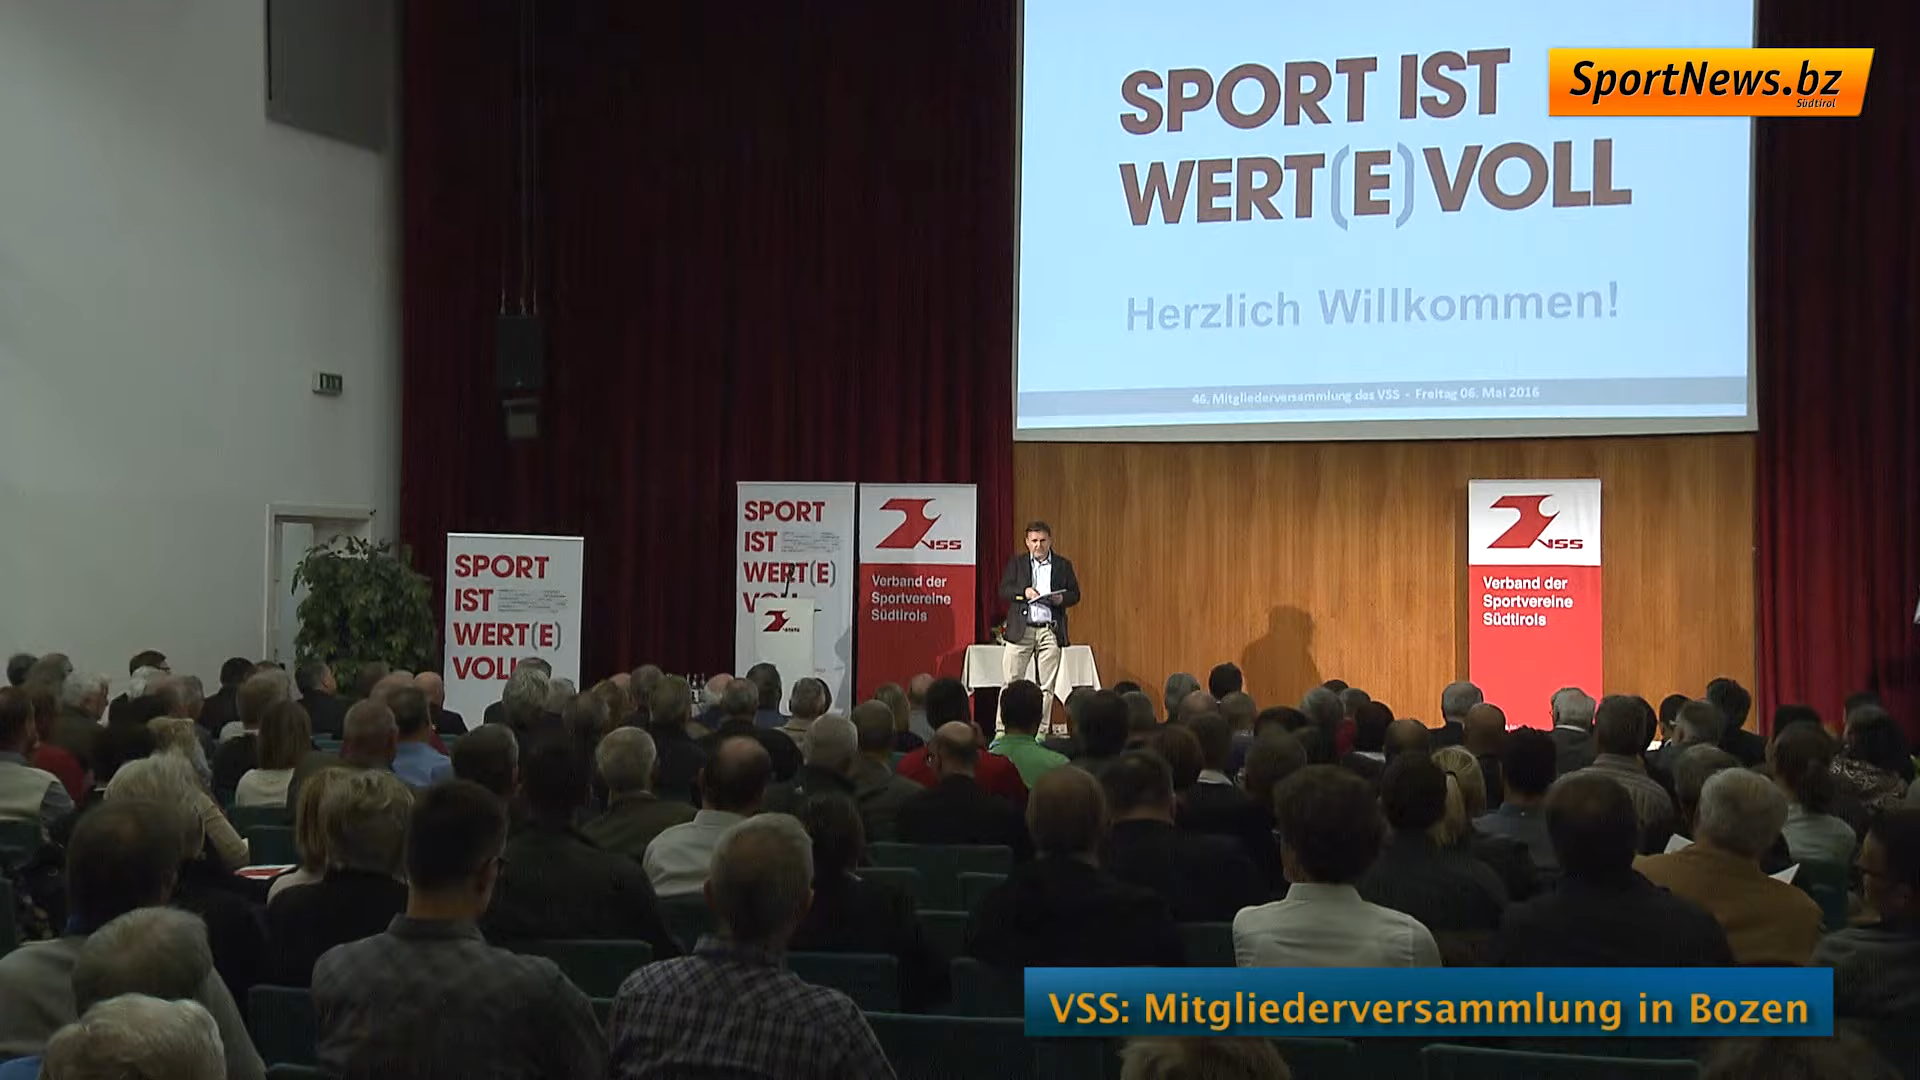 SPORT IST
WERT(E)VOLL
SportNews.bz
Südtirol
Herzlich Willkommen!
46. Mitgliederversammlung des VSS - Freitag 06. Mai 2016
SPORT
IST
WERT(E)
VOLL
SPORT
IST
WERT(E)
VSS
Verband der
Sportvereine
Südtirols
VSS
Verband der
Sportvereine
Südtirols
VSS: Mitgliederversammlung in Bozen